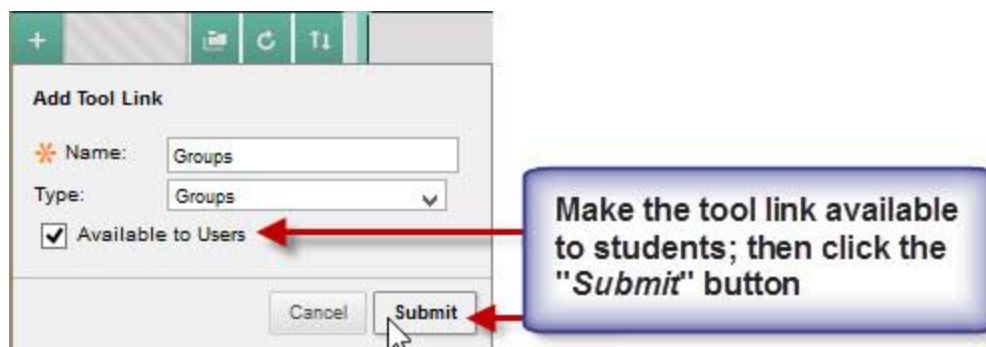 Add Tool Link
Name: Groups
Type: Groups
Available to Users
Make the tool link available
to students; then click the
"Submit" button
Cancel Submit